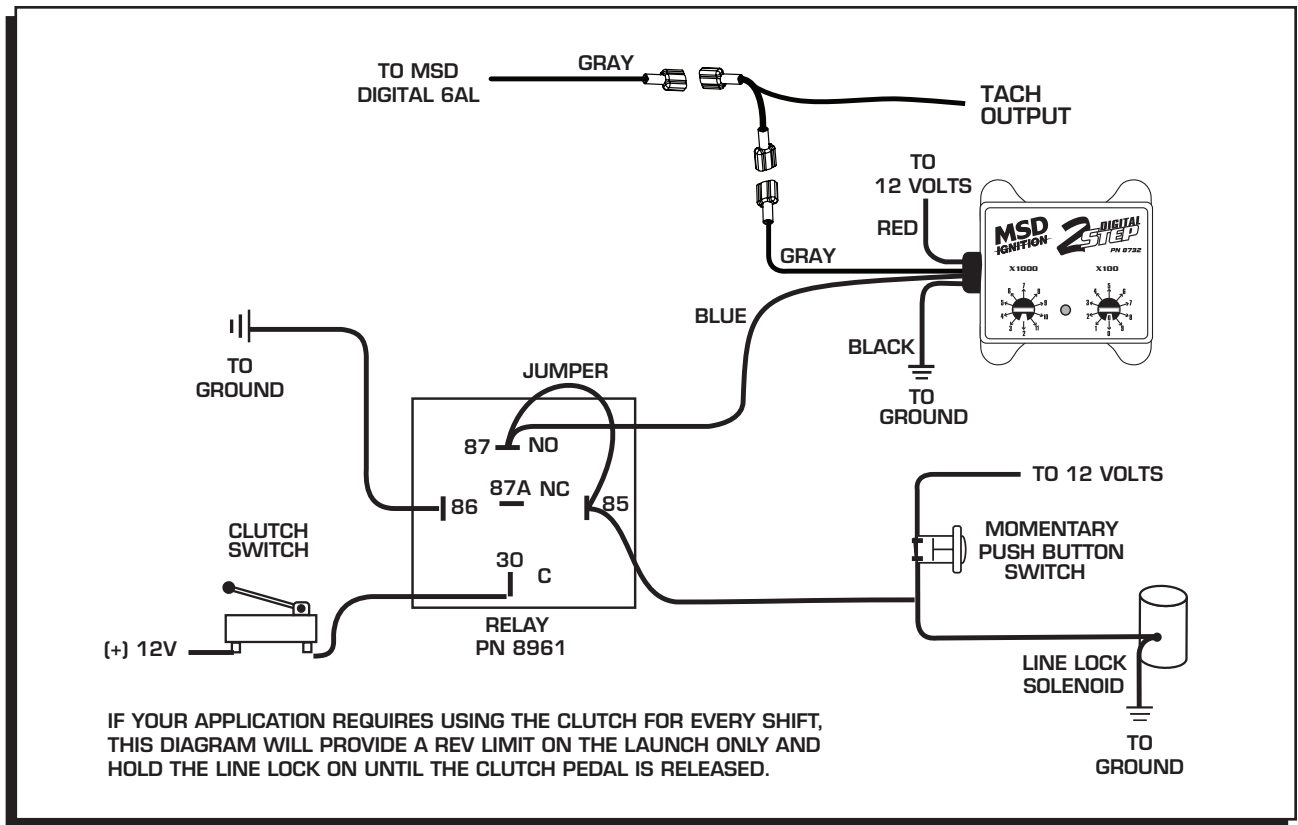 TO MSD
DIGITAL 6AL
GRAY
TACH
OUTPUT
TO
12 VOLTS
RED
GRAY
BLUE
BLACK
TO
GROUND
MSD
IGNITION
2 DIGITAL
STEP
PN 8732
X1000
X100
TO
GROUND
JUMPER
87
NO
87A NC
86
85
30
C
RELAY
PN 8961
CLUTCH
SWITCH
(+) 12V
TO 12 VOLTS
MOMENTARY
PUSH BUTTON
SWITCH
LINE LOCK
SOLENOID
TO
GROUND
IF YOUR APPLICATION REQUIRES USING THE CLUTCH FOR EVERY SHIFT,
THIS DIAGRAM WILL PROVIDE A REV LIMIT ON THE LAUNCH ONLY AND
HOLD THE LINE LOCK ON UNTIL THE CLUTCH PEDAL IS RELEASED.